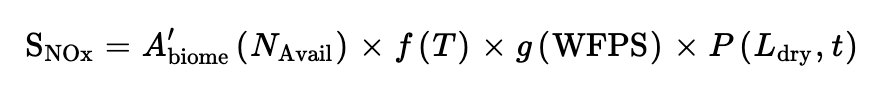 S_NOx = A′_biome (N_Avail) × f (T) × g (WFPS) × P (L_dry, t)